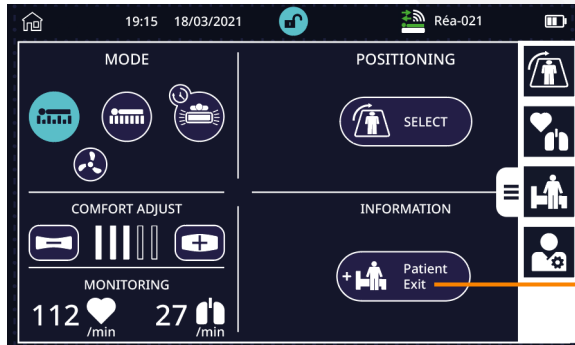 19:15 18/03/2021 Réa-021
MODE
POSITIONING
SELECT
COMFORT ADJUST
INFORMATION
Patient
Exit
MONITORING
112 /min 27 /min